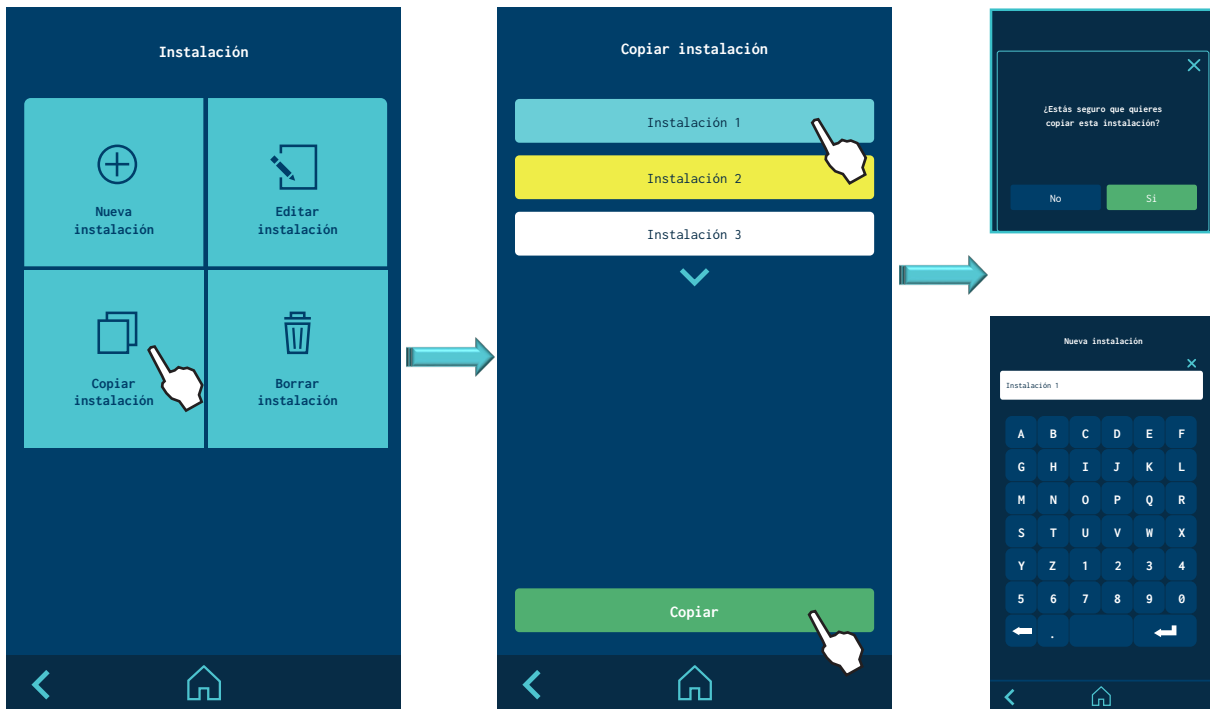 Instalación
Nueva
instalación
Editar
instalación
Copiar
instalación
Borrar
instalación
Copiar instalación
Instalación 1
Instalación 2
Instalación 3
Copiar
¿Estás seguro que quieres
copiar esta instalación?
No
Si
Nueva instalación
Instalación 1
A B C D E F
G H I J K L
M N O P Q R
S T U V W X
Y Z 1 2 3 4
5 6 7 8 9 0
.